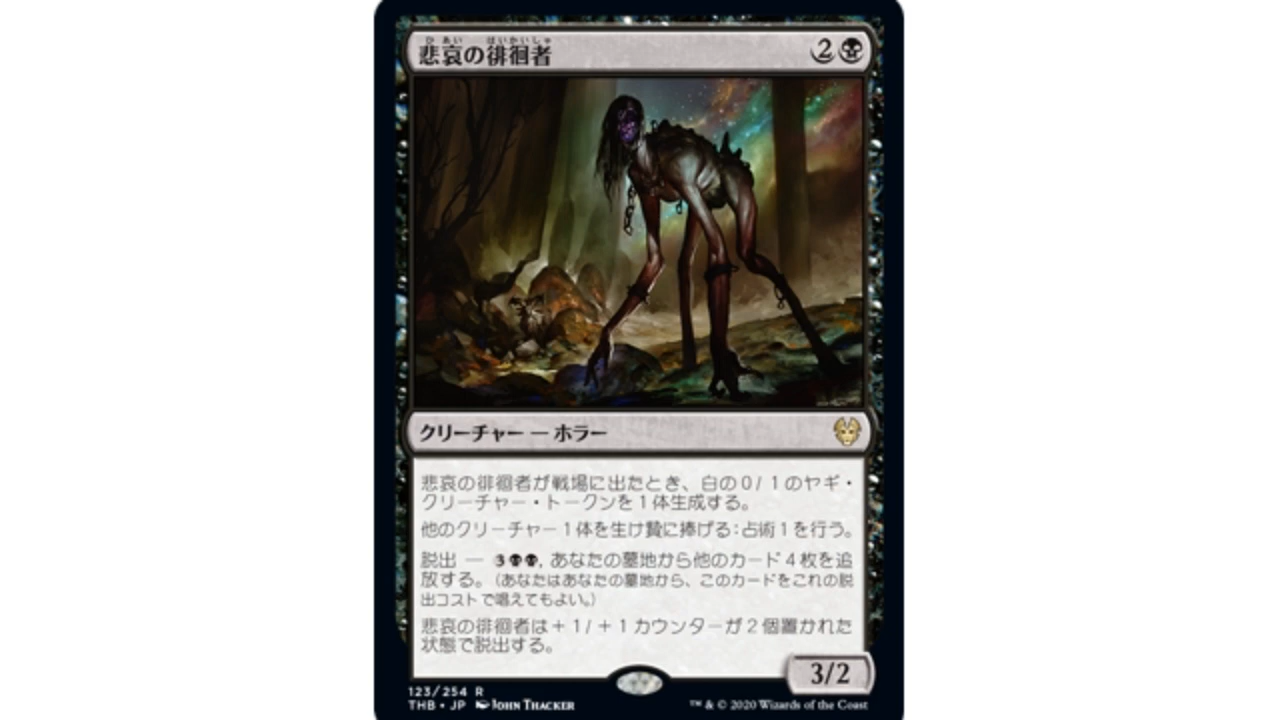 ひあい はいかいしゃ
悲哀の徘徊者 2
クリーチャー — ホラー
悲哀の徘徊者が戦場に出たとき、白の0/1のヤギ・
クリーチャー・トークンを1体生成する。
他のクリーチャー1体を生け贄に捧げる：占術1を行う。
脱出 — 3, あなたの墓地から他のカード4枚を追
放する。（あなたはあなたの墓地から、このカードをこれの脱
出コストで唱えてもよい。）
悲哀の徘徊者は＋1/＋1カウンターが2個置かれた
状態で脱出する。
3/2
123/254 R
THB • JP JOHN THACKER
™ & © 2020 Wizards of the Coast